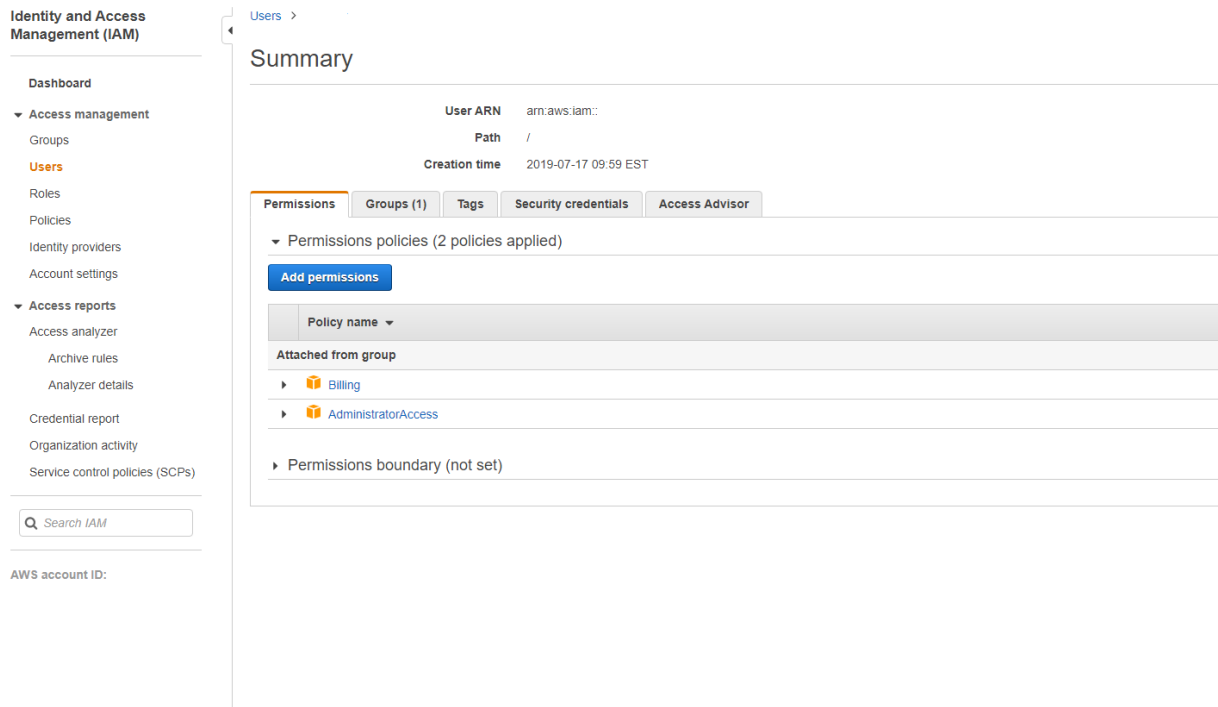 Identity and Access
Management (IAM)
Dashboard
Access management
Groups
Users
Roles
Policies
Identity providers
Account settings
Access reports
Access analyzer
Archive rules
Analyzer details
Credential report
Organization activity
Service control policies (SCPs)
Search IAM
AWS account ID:
Users >
Summary
User ARN arn:aws:iam::
Path /
Creation time 2019-07-17 09:59 EST
Permissions Groups (1) Tags Security credentials Access Advisor
Permissions policies (2 policies applied)
Add permissions
Policy name
Attached from group
Billing
AdministratorAccess
Permissions boundary (not set)